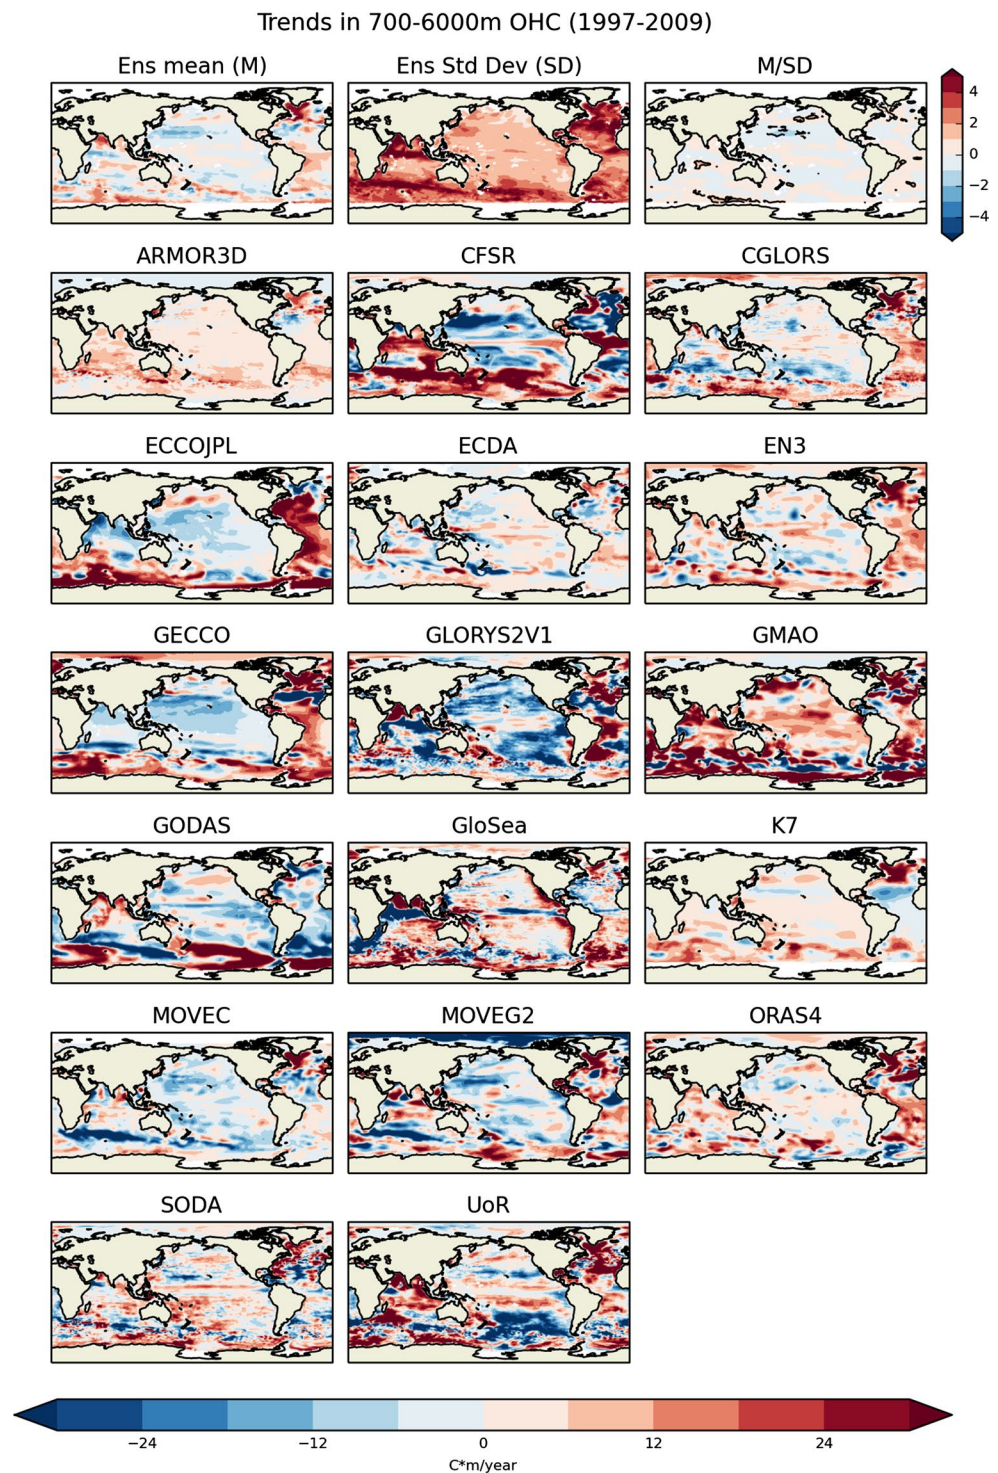 Trends in 700-6000m OHC (1997-2009)
Ens mean (M) Ens Std Dev (SD) M/SD
4
2
0
−2
−4
ARMOR3D CFSR CGLORS
ECCOJPL ECDA EN3
GECCO GLORYS2V1 GMAO
GODAS GloSea K7
MOVEC MOVEG2 ORAS4
SODA UoR
−24 −12 0 12 24
C*m/year